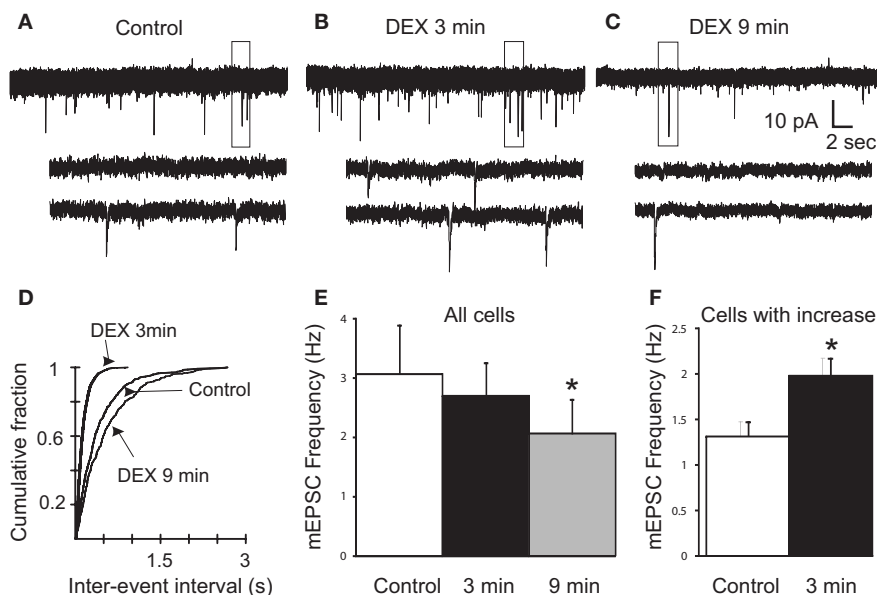 A
Control
B
DEX 3 min
C
DEX 9 min
10 pA
2 sec
D
DEX 3min
Control
DEX 9 min
Cumulative fraction
1
0.6
0.2
1.5
3
Inter-event interval (s)
E
All cells
*
mEPSC Frequency (Hz)
4
3
2
1
0
Control
3 min
9 min
F
Cells with increase
*
mEPSC Frequency (Hz)
2.5
2
1.5
1
0.5
0
Control
3 min